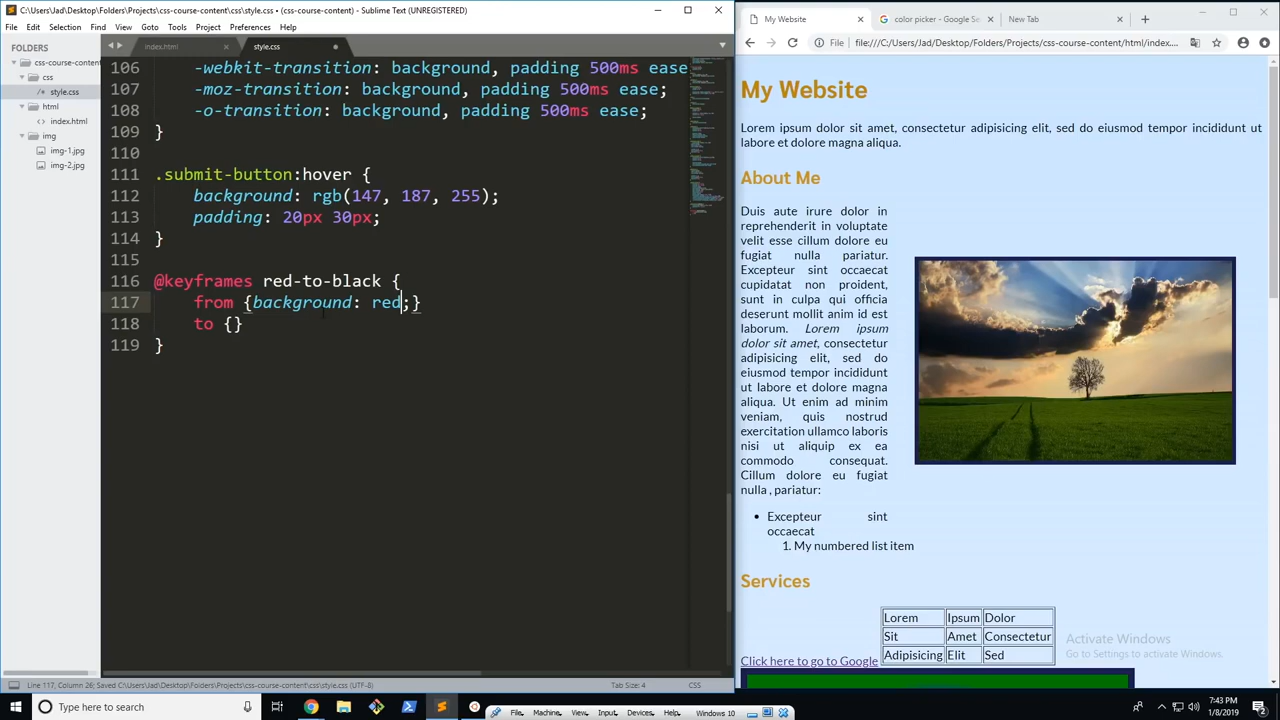 C:\Users\Jad\Desktop\Folders\Projects\css-course-content\css\style.css • (css-course-content) - Sublime Text (UNREGISTERED)
File Edit Selection Find View Goto Tools Project Preferences Help
FOLDERS
css-course-content
css
/* style.css
html
<> index.html
img
img-1.jpg
img-2.jpg
index.html
style.css
106 -webkit-transition: background, padding 500ms ease
107 -moz-transition: background, padding 500ms ease;
108 -o-transition: background, padding 500ms ease;
109 }
110
111 .submit-button:hover {
112 background: rgb(147, 187, 255);
113 padding: 20px 30px;
114 }
115
116 @keyframes red-to-black {
117 from {background: red;}
118 to {}
119 }
Line 117, Column 26; Saved C:\Users\Jad\Desktop\Folders\Projects\css-course-content\css\style.css (UTF-8)
Tab Size: 4
CSS
My Website
color picker - Google Se
New Tab
File file:///C:/Users/Jad/Desktop/Folders/Projects/css-course-content/html/index....
My Website
Lorem ipsum dolor sit amet, consectetur adipisicing elit, sed do eiusmod tempor incididunt ut
labore et dolore magna aliqua.
About Me
Duis aute irure dolor in
reprehenderit in voluptate
velit esse cillum dolore eu
fugiat nulla pariatur.
Excepteur sint occaecat
cupidatat non proident,
sunt in culpa qui officia
deserunt mollit anim id est
laborum. Lorem ipsum
dolor sit amet, consectetur
adipisicing elit, sed do
eiusmod tempor incididunt
ut labore et dolore magna
aliqua. Ut enim ad minim
veniam, quis nostrud
exercitation ullamco laboris
nisi ut aliquip ex ea
commodo consequat.
Cillum dolore eu fugiat
nulla , pariatur:
• Excepteur sint
occaecat
1. My numbered list item
Services
Lorem Ipsum Dolor
Sit Amet Consectetur
Adipisicing Elit Sed
Click here to go to Google
Activate Windows
Go to Settings to activate Windows.
Type here to search
7:43 PM
1/8/2019
File Machine View Input Devices Help Windows 10